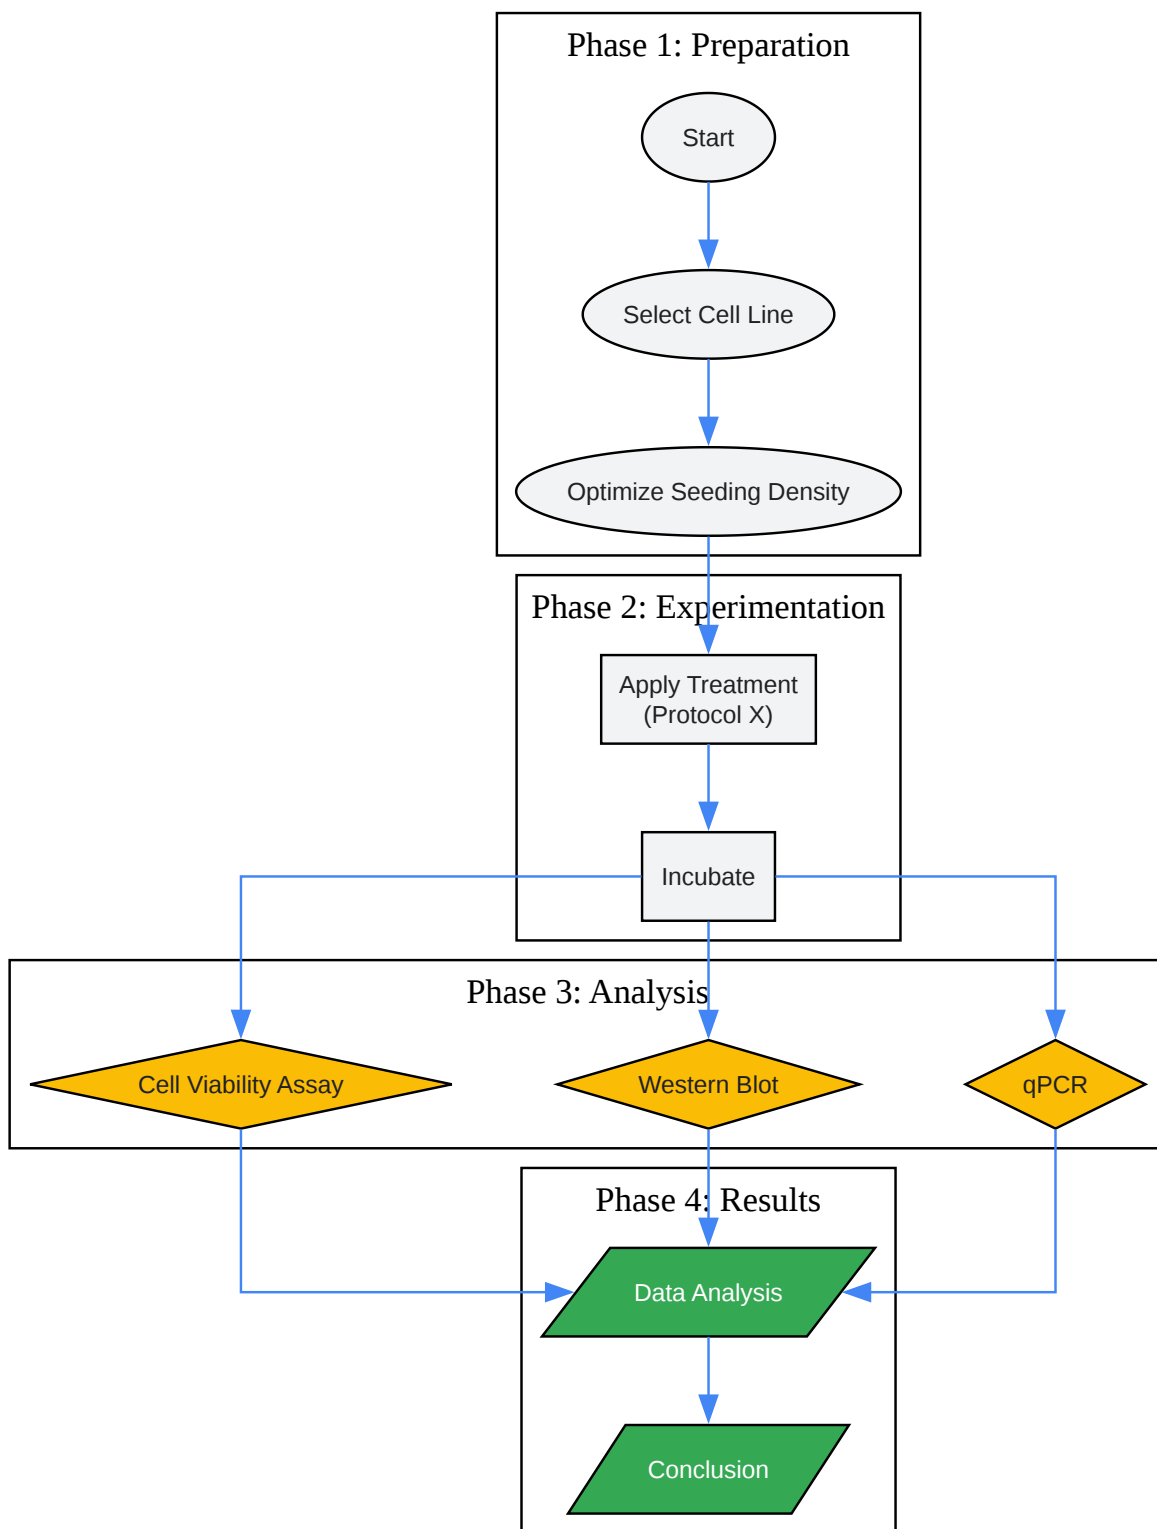 Phase 1: Preparation
Start
Select Cell Line
Optimize Seeding Density
Phase 2: Experimentation
Apply Treatment
(Protocol X)
Incubate
Phase 3: Analysis
Cell Viability Assay
Western Blot
qPCR
Phase 4: Results
Data Analysis
Conclusion